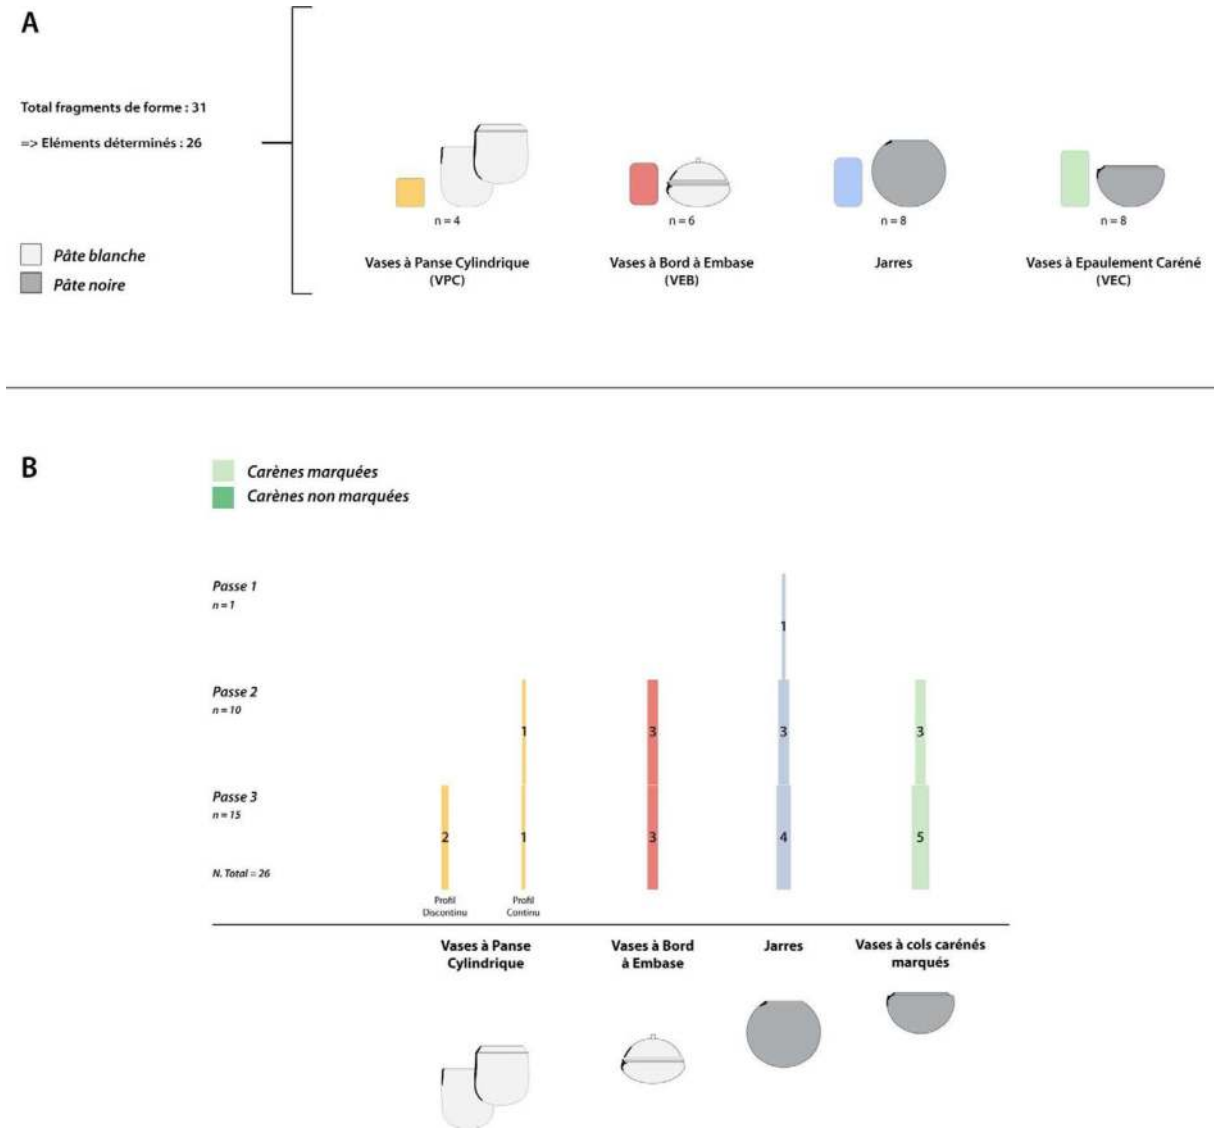 A
Total fragments de forme : 31
=> Eléments déterminés : 26
Pâte blanche
Pâte noire
n = 4
n = 6
n = 8
n = 8
Vases à Panse Cylindrique
(VPC)
Vases à Bord à Embase
(VEB)
Jarres
Vases à Epaulement Caréné
(VEC)
B
Carènes marquées
Carènes non marquées
Passe 1
n = 1
1
Passe 2
n = 10
1
3
3
3
Passe 3
n = 15
2
1
3
4
5
N. Total = 26
Profil
Discontinu
Profil
Continu
Vases à Panse
Cylindrique
Vases à Bord
à Embase
Jarres
Vases à cols carénés
marqués